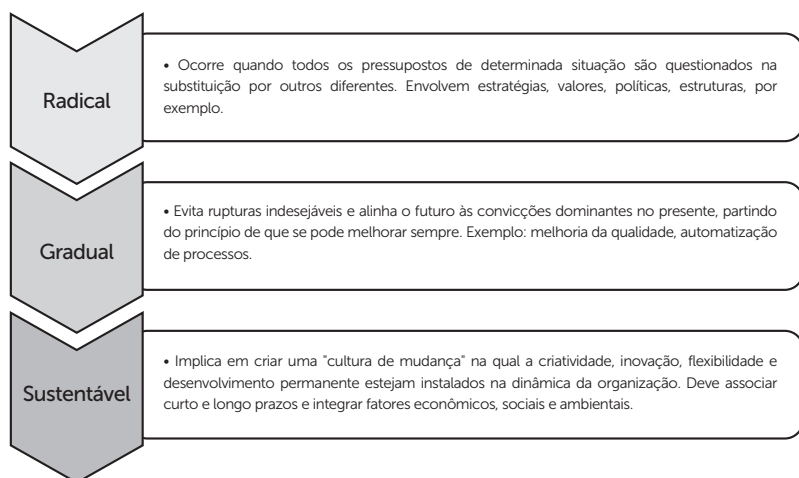 Radical
• Ocorre quando todos os pressupostos de determinada situação são questionados na
substituição por outros diferentes. Envolvem estratégias, valores, políticas, estruturas, por
exemplo.
Gradual
• Evita rupturas indesejáveis e alinha o futuro às convicções dominantes no presente, partindo
do princípio de que se pode melhorar sempre. Exemplo: melhoria da qualidade, automatização
de processos.
Sustentável
• Implica em criar uma "cultura de mudança" na qual a criatividade, inovação, flexibilidade e
desenvolvimento permanente estejam instalados na dinâmica da organização. Deve associar
curto e longo prazos e integrar fatores econômicos, sociais e ambientais.